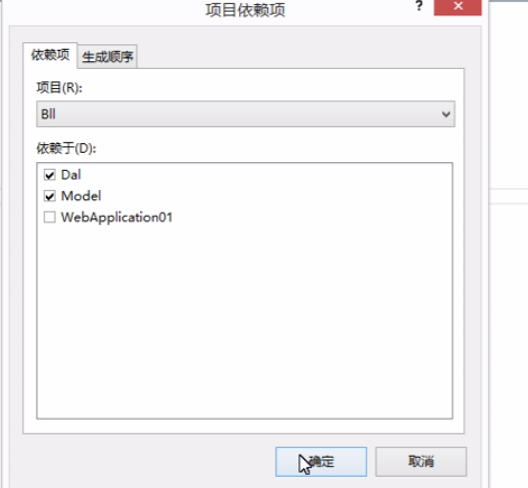 项目依赖项
?
依赖项 生成顺序
项目(R):
Bll
依赖于(D):
Dal
Model
WebApplication01
确定 取消